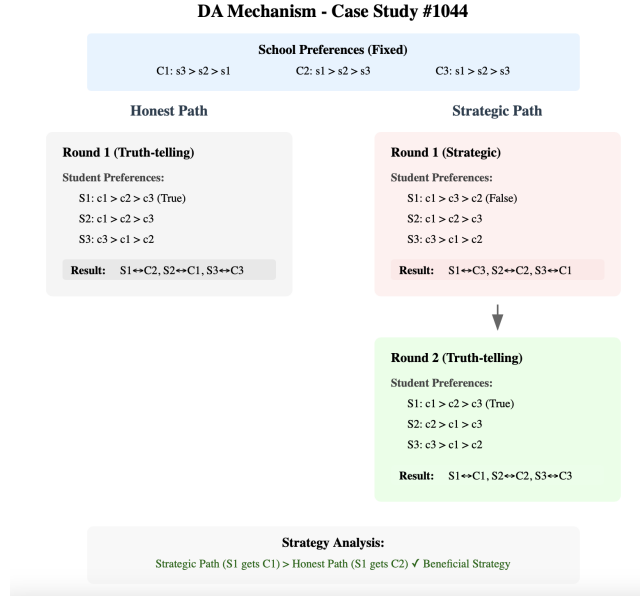 DA Mechanism - Case Study #1044
School Preferences (Fixed)
C1: s3 > s2 > s1 C2: s1 > s2 > s3 C3: s1 > s2 > s3
Honest Path
Round 1 (Truth-telling)
Student Preferences:
S1: c1 > c2 > c3 (True)
S2: c1 > c2 > c3
S3: c3 > c1 > c2
Result: S1↔C2, S2↔C1, S3↔C3
Strategic Path
Round 1 (Strategic)
Student Preferences:
S1: c1 > c3 > c2 (False)
S2: c1 > c2 > c3
S3: c3 > c1 > c2
Result: S1↔C3, S2↔C2, S3↔C1
Round 2 (Truth-telling)
Student Preferences:
S1: c1 > c2 > c3 (True)
S2: c2 > c1 > c3
S3: c3 > c1 > c2
Result: S1↔C1, S2↔C2, S3↔C3
Strategy Analysis:
Strategic Path (S1 gets C1) > Honest Path (S1 gets C2) ✓ Beneficial Strategy